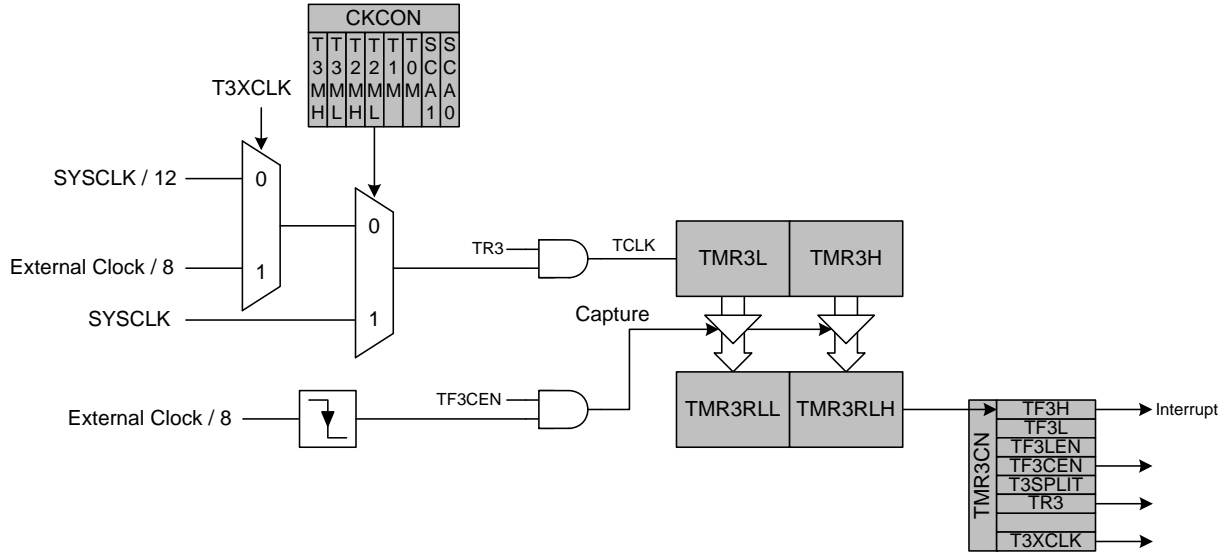 CKCON
T3MH
T3ML
T2MH
T2ML
T1M
T0M
SCA1
SCA0
T3XCLK
SYSCLK / 12
0
External Clock / 8
1
SYSCLK
0
1
TR3
TCLK
TMR3L
TMR3H
Capture
External Clock / 8
TF3CEN
TMR3RLL
TMR3RLH
TMR3CN
TF3H
TF3L
TF3LEN
TF3CEN
T3SPLIT
TR3
T3XCLK
Interrupt